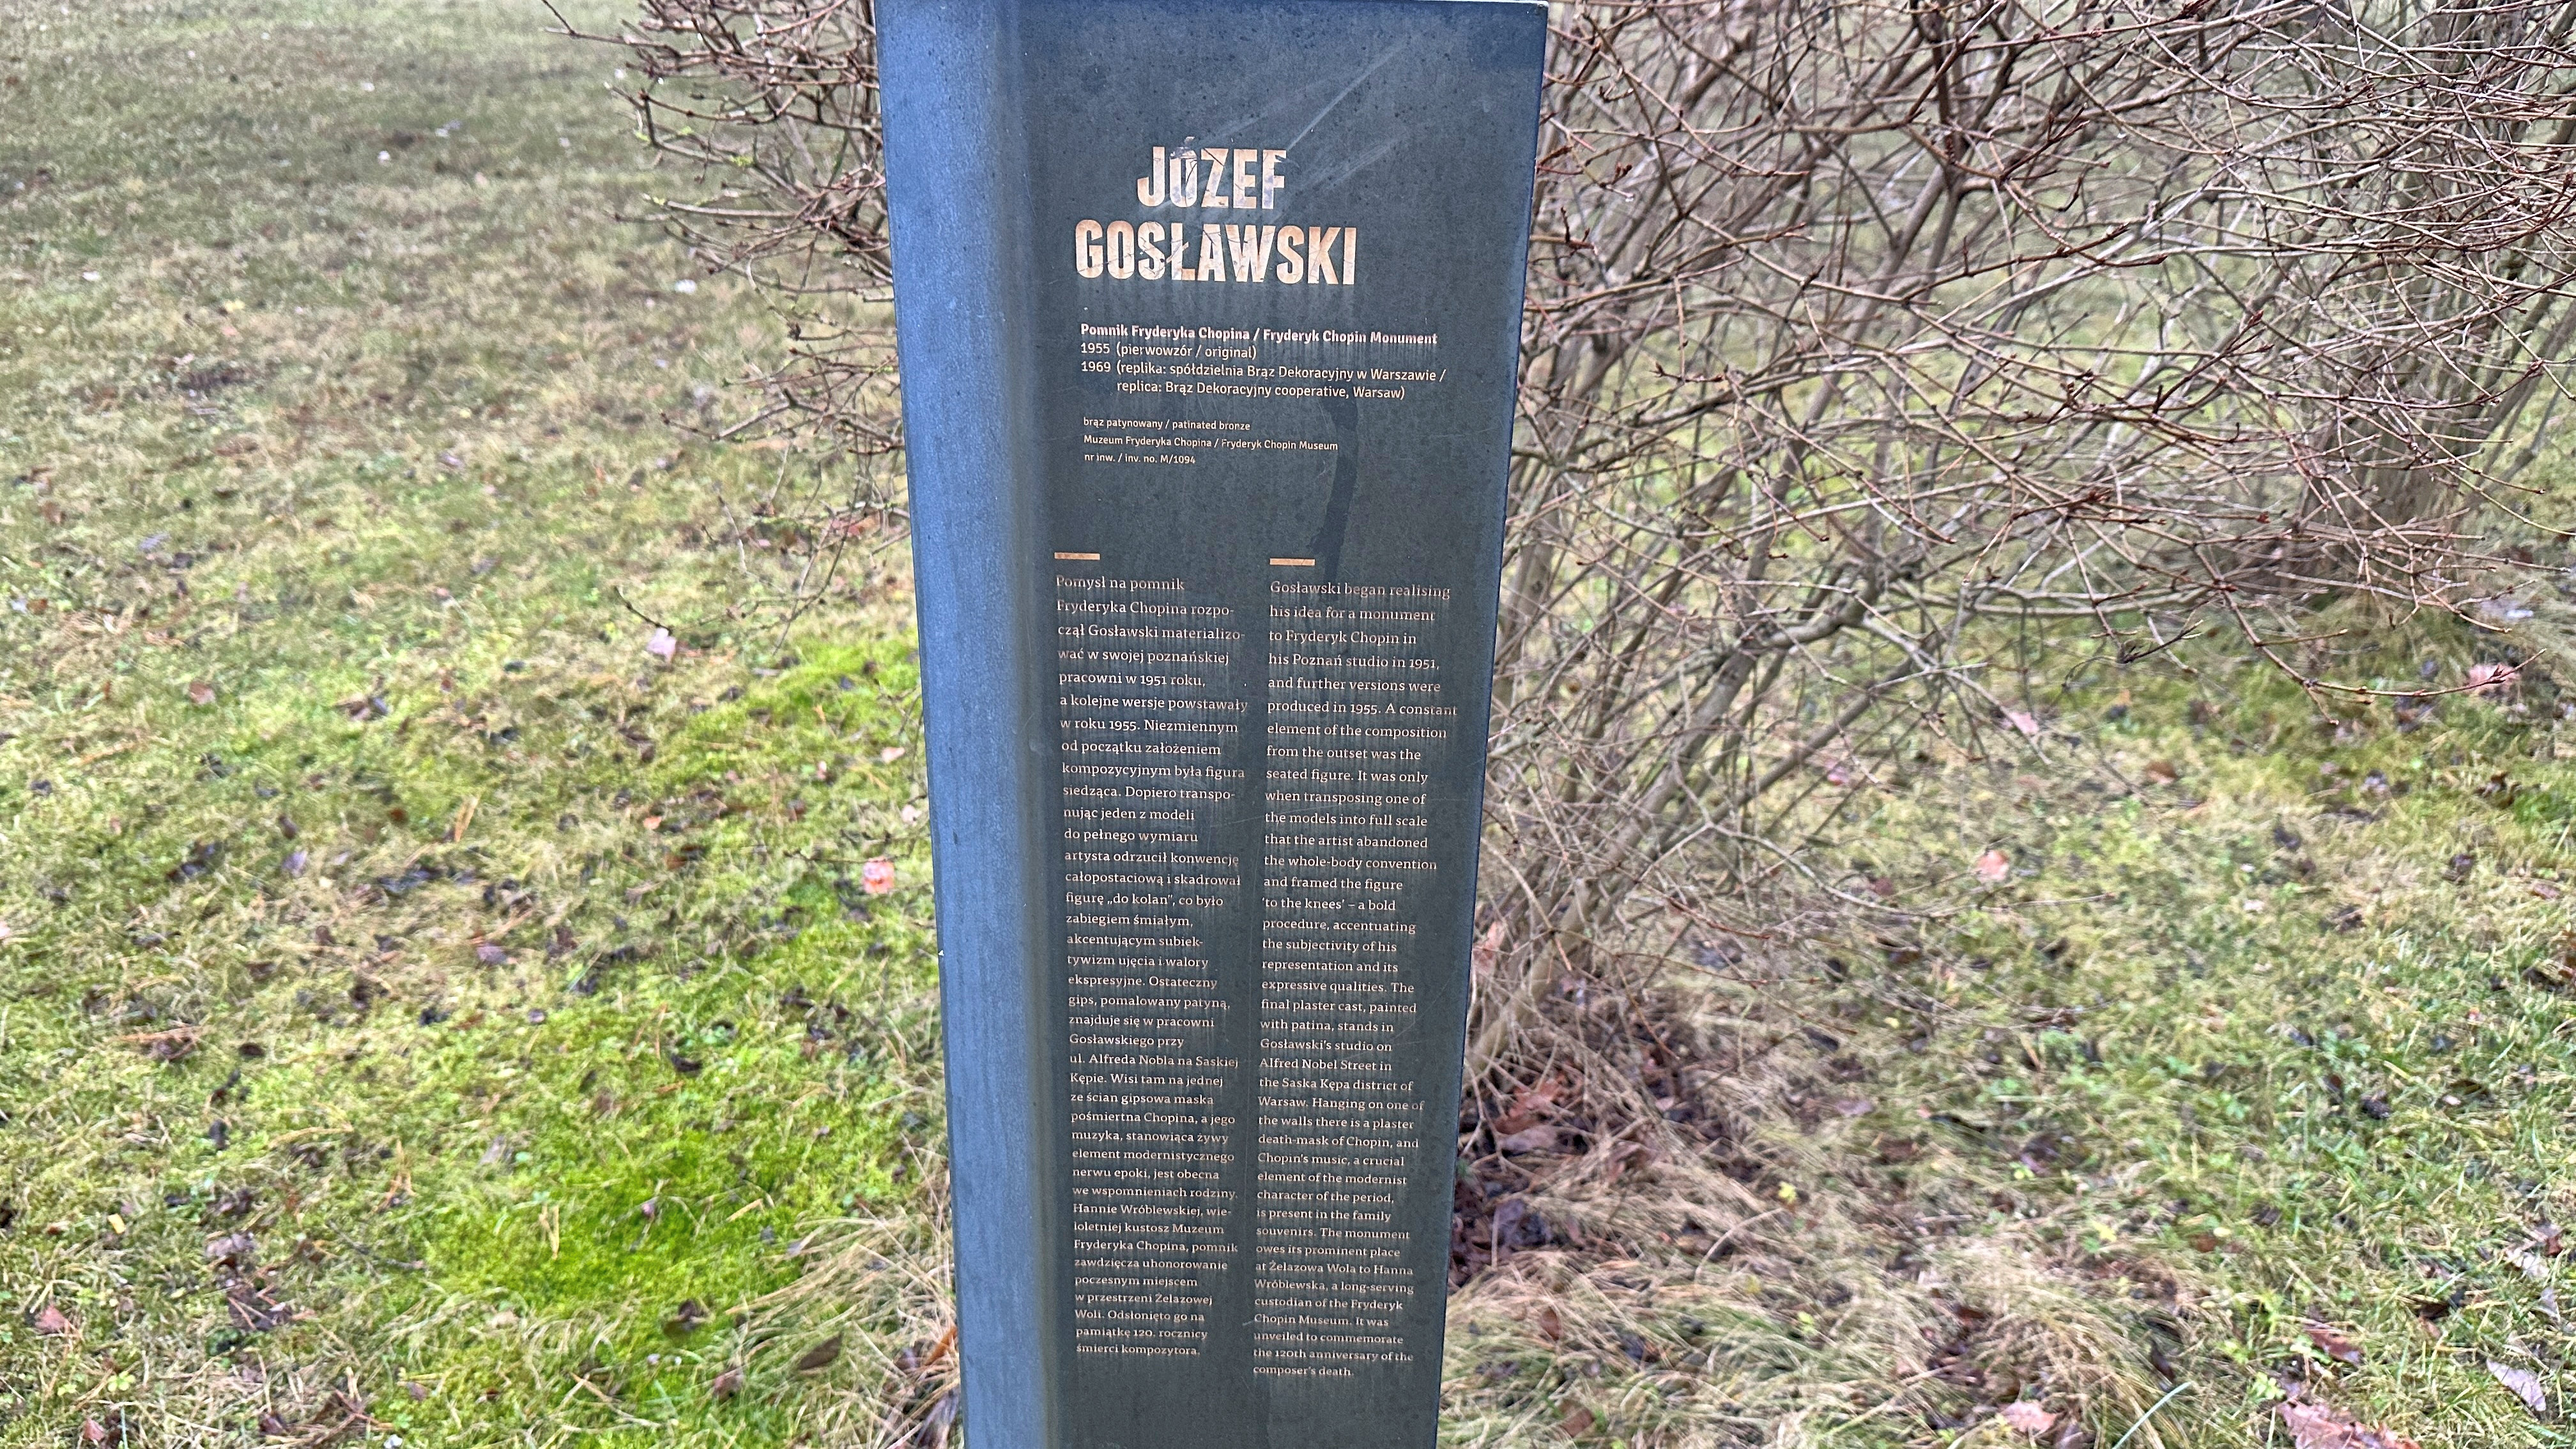 JÓZEF
GOSŁAWSKI
Pomnik Fryderyka Chopina / Fryderyk Chopin Monument
1955 (pierwowzór / original)
1969 (replika: spółdzielnia Brąz Dekoracyjny w Warszawie /
replica: Brąz Dekoracyjny cooperative, Warsaw)
brąz patynowany / patinated bronze
Muzeum Fryderyka Chopina / Fryderyk Chopin Museum
nr inw. / inv. no. M/1094
Pomysł na pomnik
Fryderyka Chopina rozpo-
czął Gosławski materializo-
wać w swojej poznańskiej
pracowni w 1951 roku,
a kolejne wersje powstawały
w roku 1955. Niezmiennym
od początku założeniem
kompozycyjnym była figura
siedząca. Dopiero transpo-
nując jeden z modeli
do pełnego wymiaru
artysta odrzucił konwencję
całopostaciową i skadrował
figurę „do kolan”, co było
zabiegiem śmiałym,
akcentującym subiek-
tywizm ujęcia i walory
ekspresyjne. Ostateczny
gips, pomalowany patyną,
znajduje się w pracowni
Gosławskiego przy
ul. Alfreda Nobla na Saskiej
Kępie. Wisi tam na jednej
ze ścian gipsowa maska
pośmiertna Chopina, a jego
muzyka, stanowiąca żywy
element modernistycznego
nerwu epoki, jest obecna
we wspomnieniach rodziny.
Hannie Wróblewskiej, wie-
loletniej kustosz Muzeum
Fryderyka Chopina, pomnik
zawdzięcza uhonorowanie
poczesnym miejscem
w przestrzeni Żelazowej
Woli. Odsłonięto go na
pamiątkę 120. rocznicy
śmierci kompozytora.
Gosławski began realising
his idea for a monument
to Fryderyk Chopin in
his Poznań studio in 1951,
and further versions were
produced in 1955. A constant
element of the composition
from the outset was the
seated figure. It was only
when transposing one of
the models into full scale
that the artist abandoned
the whole-body convention
and framed the figure
‘to the knees’ – a bold
procedure, accentuating
the subjectivity of his
representation and its
expressive qualities. The
final plaster cast, painted
with patina, stands in
Gosławski’s studio on
Alfred Nobel Street in
the Saska Kępa district of
Warsaw. Hanging on one of
the walls there is a plaster
death-mask of Chopin, and
Chopin’s music, a crucial
element of the modernist
character of the period,
is present in the family
souvenirs. The monument
owes its prominent place
at Żelazowa Wola to Hanna
Wróblewska, a long-serving
custodian of the Fryderyk
Chopin Museum. It was
unveiled to commemorate
the 120th anniversary of the
composer’s death.